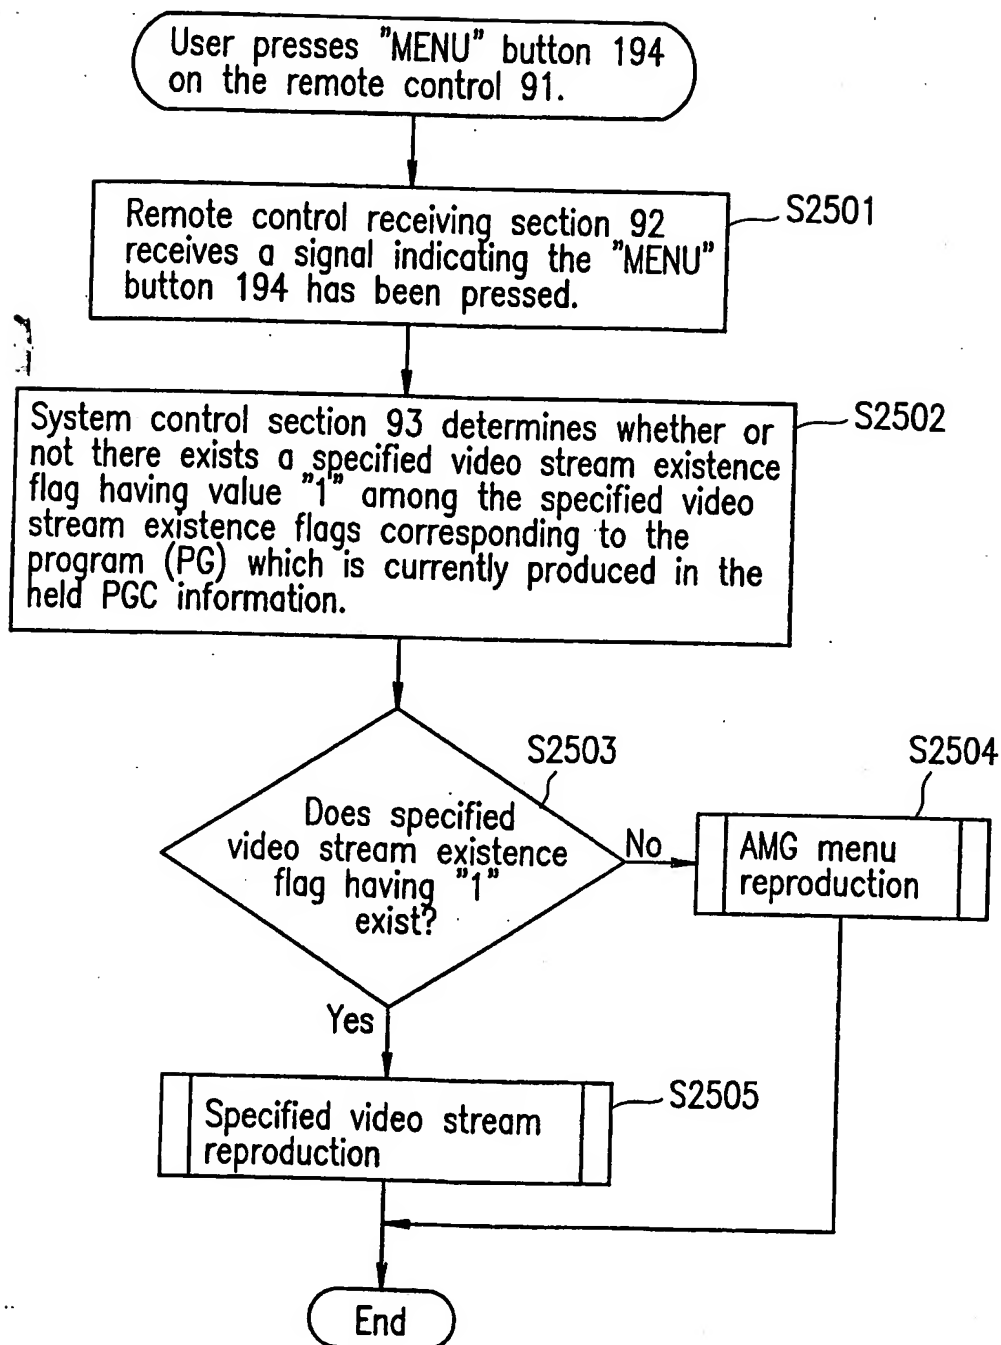 User presses "MENU" button 194
on the remote control 91.
Remote control receiving section 92
receives a signal indicating the "MENU"
button 194 has been pressed.
S2501
System control section 93 determines whether or
not there exists a specified video stream existence
flag having value "1" among the specified video
stream existence flags corresponding to the
program (PG) which is currently produced in the
held PGC information.
S2502
S2503
Does specified
video stream existence
flag having "1"
exist?
No
S2504
AMG menu
reproduction
Yes
S2505
Specified video stream
reproduction
End